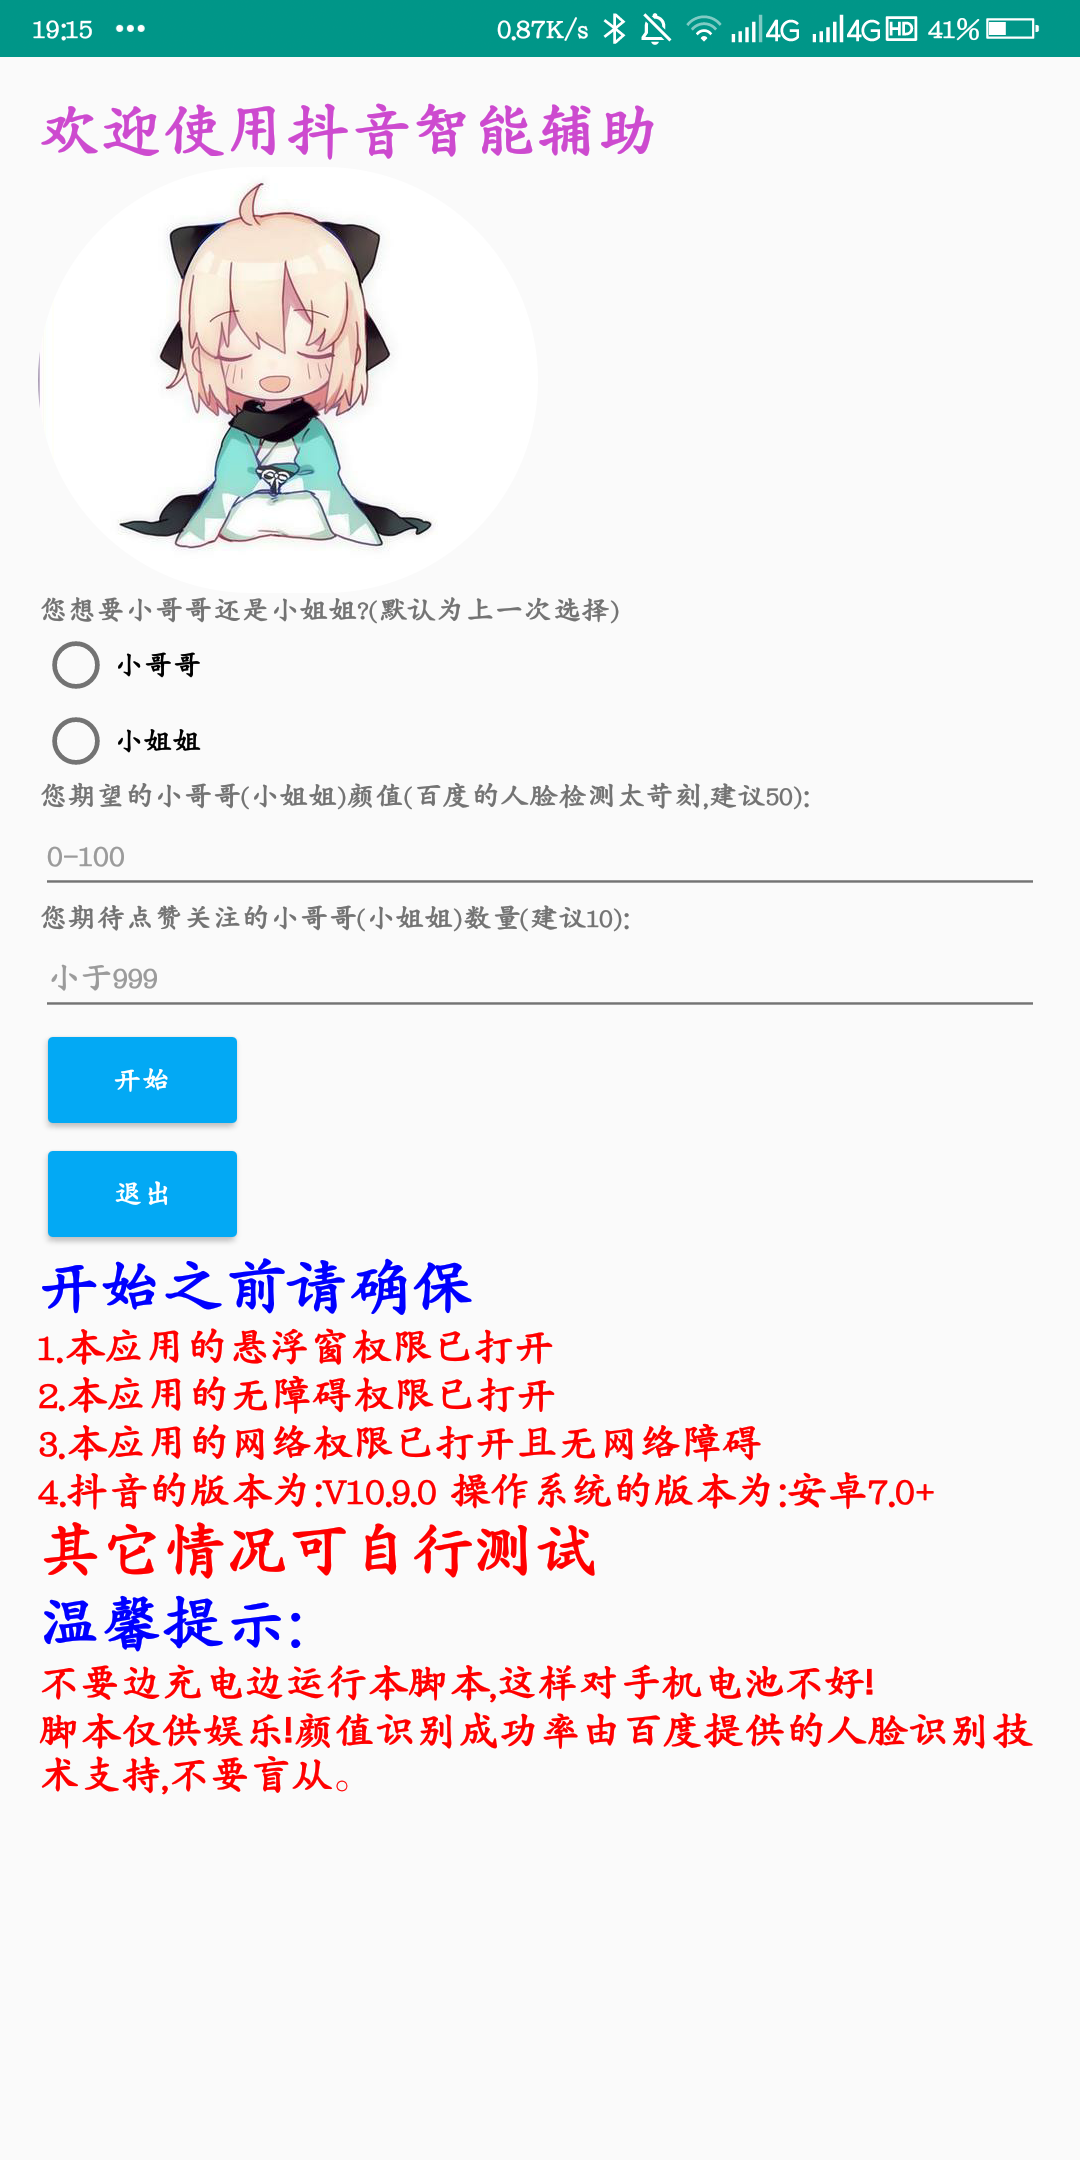 19:15 ••• 0.87K/s 4G 4G HD 41%
欢迎使用抖音智能辅助
您想要小哥哥还是小姐姐?(默认为上一次选择)
小哥哥
小姐姐
您期望的小哥哥(小姐姐)颜值(百度的人脸检测太苛刻,建议50):
0-100
您期待点赞关注的小哥哥(小姐姐)数量(建议10):
小于999
开始
退出
开始之前请确保
1.本应用的悬浮窗权限已打开
2.本应用的无障碍权限已打开
3.本应用的网络权限已打开且无网络障碍
4.抖音的版本为:V10.9.0 操作系统的版本为:安卓7.0+
其它情况可自行测试
温馨提示:
不要边充电边运行本脚本,这样对手机电池不好!
脚本仅供娱乐!颜值识别成功率由百度提供的人脸识别技
术支持,不要盲从。